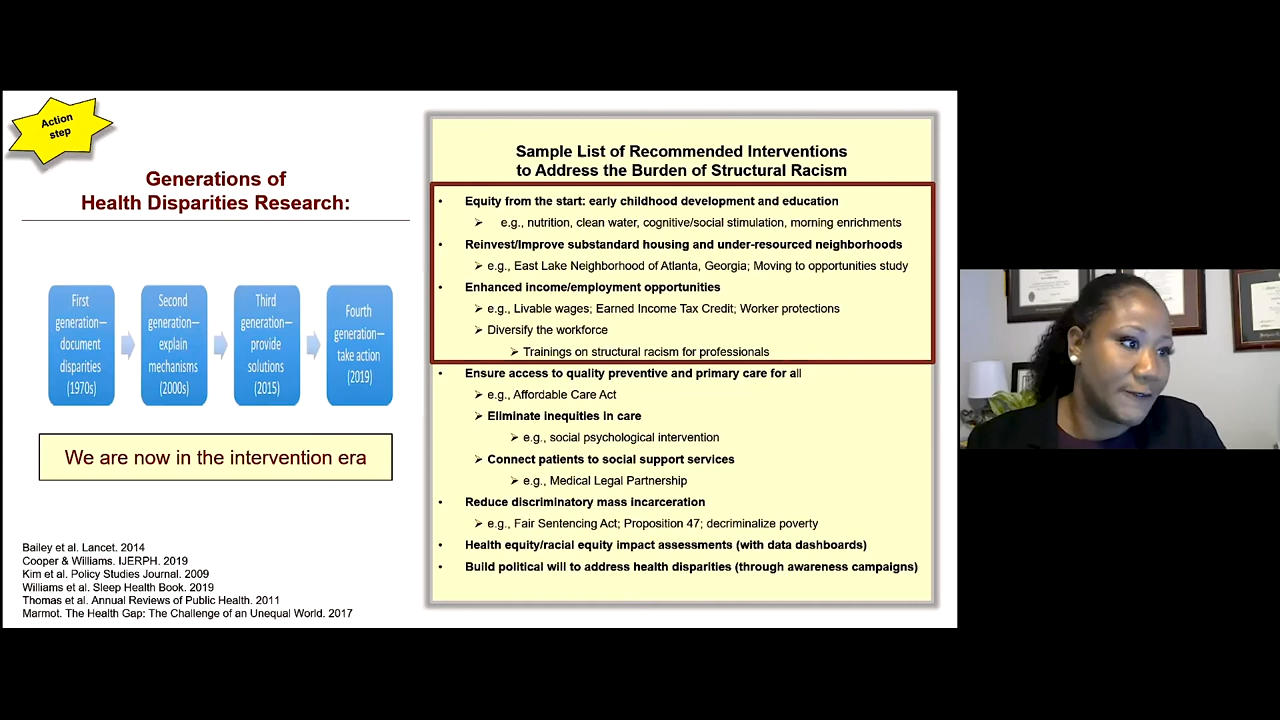 Action
step
Generations of
Health Disparities Research:
First
generation—
document
disparities
(1970s)
Second
generation—
explain
mechanisms
(2000s)
Third
generation—
provide
solutions
(2015)
Fourth
generation—
take action
(2019)
We are now in the intervention era
Bailey et al. Lancet. 2014
Cooper & Williams. IJERPH. 2019
Kim et al. Policy Studies Journal. 2009
Williams et al. Sleep Health Book. 2019
Thomas et al. Annual Reviews of Public Health. 2011
Marmot. The Health Gap: The Challenge of an Unequal World. 2017
Sample List of Recommended Interventions
to Address the Burden of Structural Racism
• Equity from the start: early childhood development and education
➢ e.g., nutrition, clean water, cognitive/social stimulation, morning enrichments
• Reinvest/Improve substandard housing and under-resourced neighborhoods
➢ e.g., East Lake Neighborhood of Atlanta, Georgia; Moving to opportunities study
• Enhanced income/employment opportunities
➢ e.g., Livable wages; Earned Income Tax Credit; Worker protections
➢ Diversify the workforce
➢ Trainings on structural racism for professionals
• Ensure access to quality preventive and primary care for all
➢ e.g., Affordable Care Act
➢ Eliminate inequities in care
➢ e.g., social psychological intervention
➢ Connect patients to social support services
➢ e.g., Medical Legal Partnership
• Reduce discriminatory mass incarceration
➢ e.g., Fair Sentencing Act; Proposition 47; decriminalize poverty
• Health equity/racial equity impact assessments (with data dashboards)
• Build political will to address health disparities (through awareness campaigns)